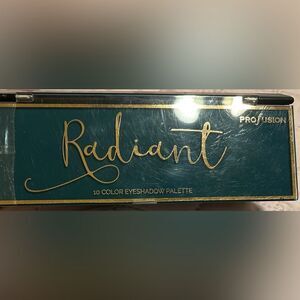 PROFUSION
Radiant
10 COLOR EYESHADOW PALETTE